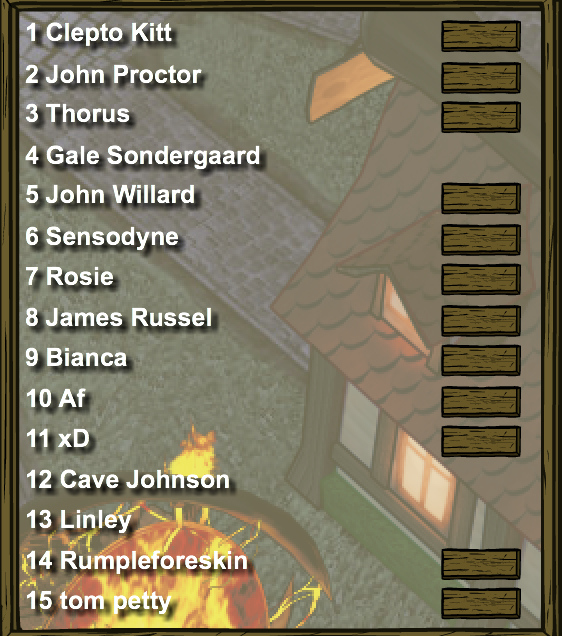 1 Clepto Kitt
2 John Proctor
3 Thorus
4 Gale Sondergaard
5 John Willard
6 Sensodyne
7 Rosie
8 James Russel
9 Bianca
10 Af
11 xD
12 Cave Johnson
13 Linley
14 Rumpleforeskin
15 tom petty